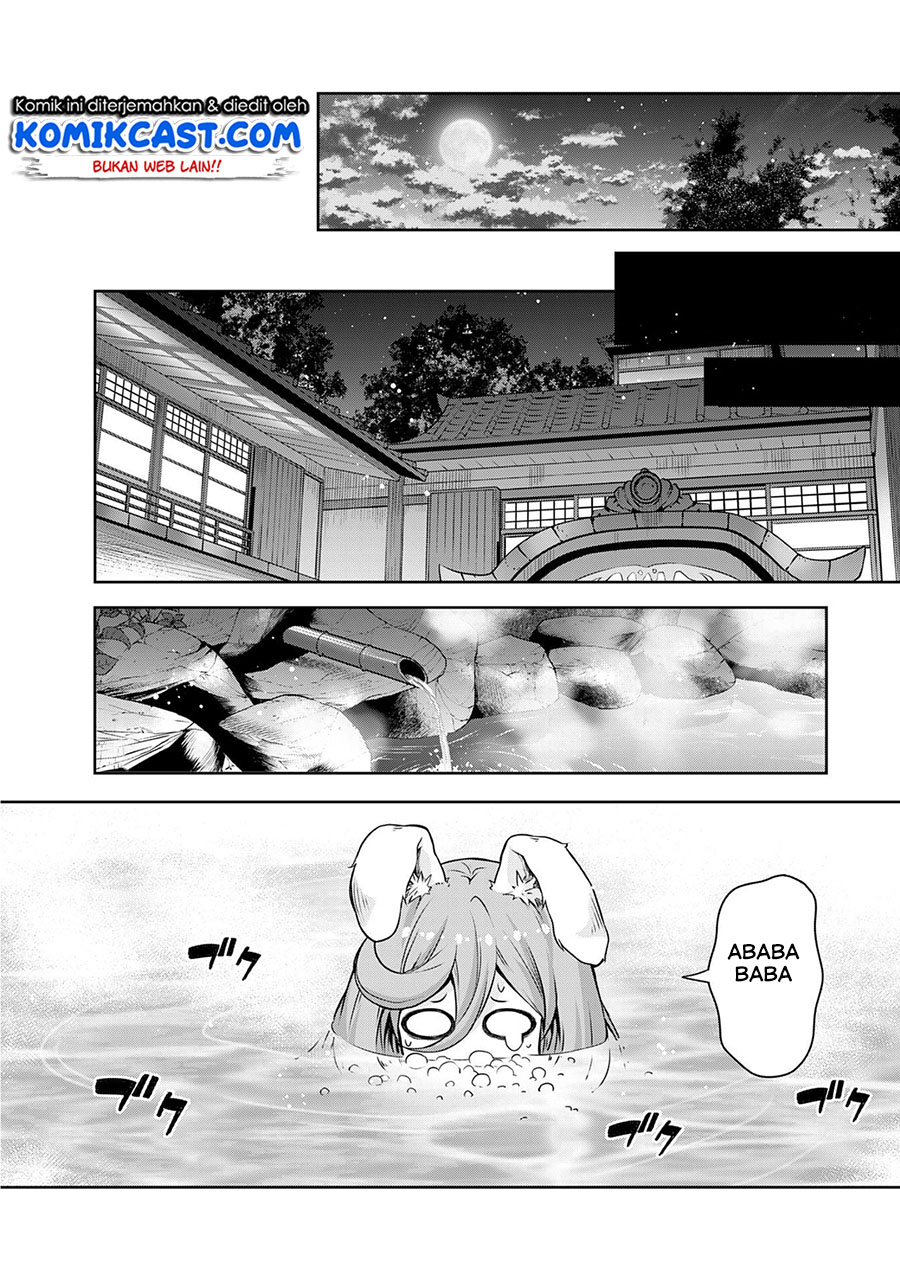 Komik ini diterjemahkan & diedit oleh
KOMIKCAST.COM
BUKAN WEB LAIN!!
ABABA
BABA
ブク
ブク
ブク
ブク